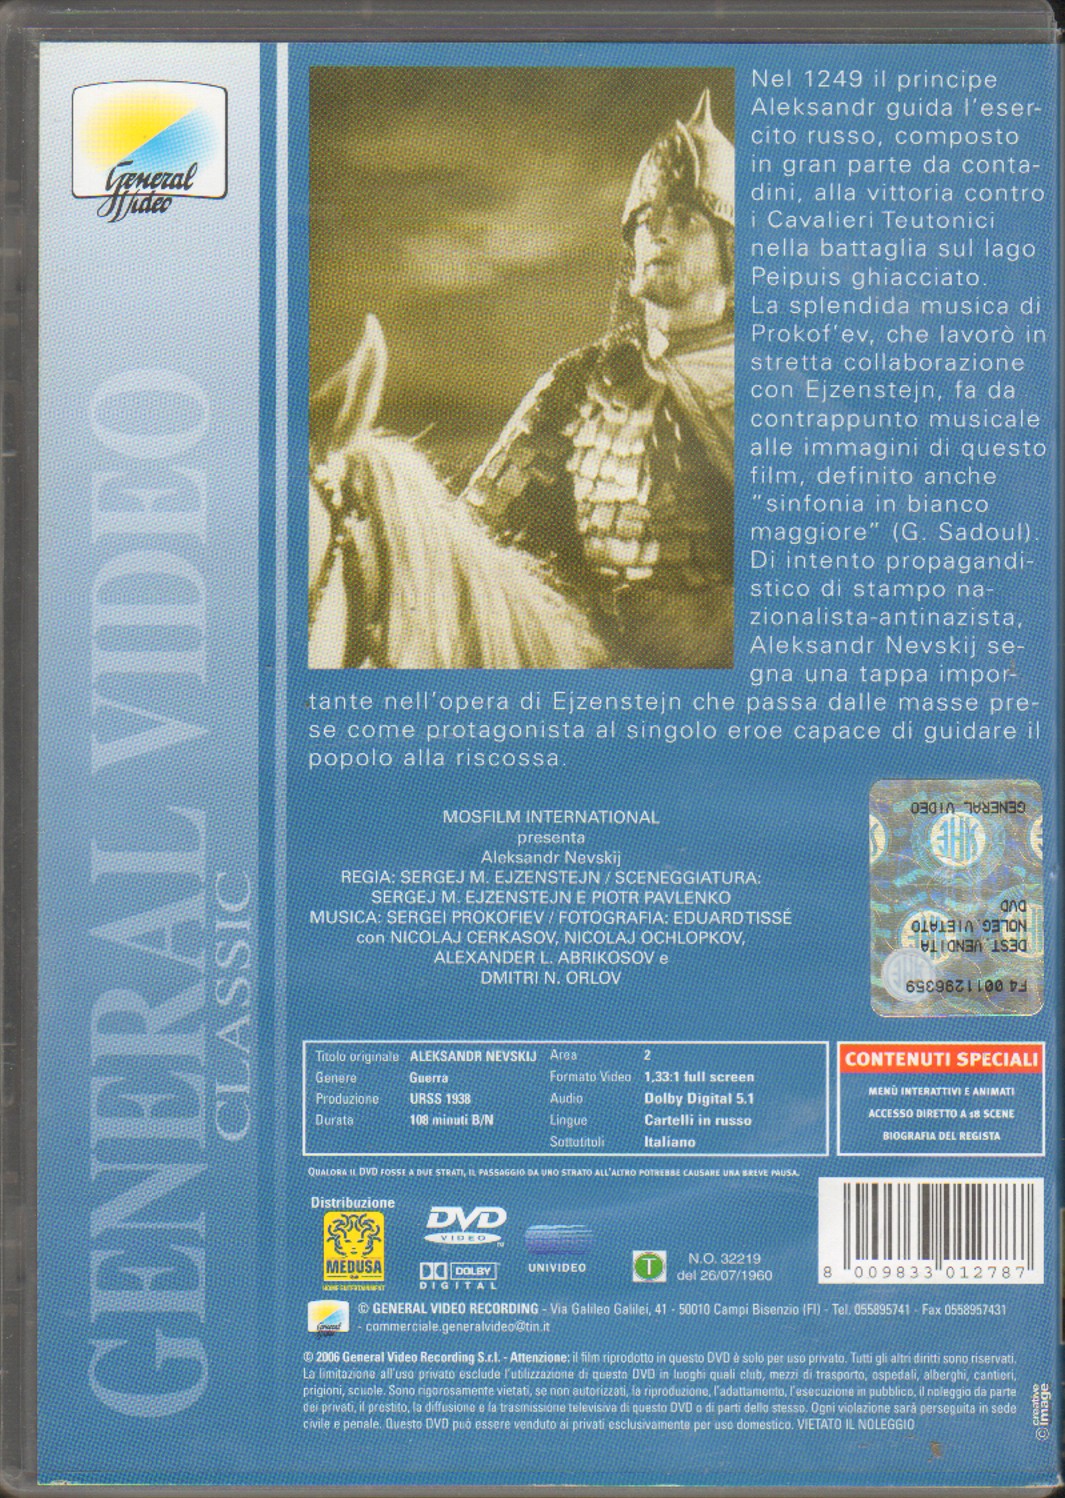 General
Video
GENERAL VIDEO
CLASSIC
Nel 1249 il principe
Aleksandr guida l'eser-
cito russo, composto
in gran parte da conta-
dini, alla vittoria contro
i Cavalieri Teutonici
nella battaglia sul lago
Peipuis ghiacciato.
La splendida musica di
Prokof'ev, che lavorò in
stretta collaborazione
con Ejzenstejn, fa da
contrappunto musicale
alle immagini di questo
film, definito anche
"sinfonia in bianco
maggiore" (G. Sadoul).
Di intento propagandi-
stico di stampo na-
zionalista-antinazista,
Aleksandr Nevskij se-
gna una tappa impor-
tante nell'opera di Ejzenstejn che passa dalle masse pre-
se come protagonista al singolo eroe capace di guidare il
popolo alla riscossa.
MOSFILM INTERNATIONAL
presenta
Aleksandr Nevskij
REGIA: SERGEJ M. EJZENSTEJN / SCENEGGIATURA:
SERGEJ M. EJZENSTEJN E PIOTR PAVLENKO
MUSICA: SERGEI PROKOFIEV / FOTOGRAFIA: EDUARD TISSÉ
con NICOLAJ CERKASOV, NICOLAJ OCHLOPKOV,
ALEXANDER L. ABRIKOSOV e
DMITRI N. ORLOV
F4 0011296359
DEST.VENDITA
NOLEG.VIETATO
DVD
GENERAL VIDEO
Titolo originale ALEKSANDR NEVSKIJ
Genere Guerra
Produzione URSS 1938
Durata 108 minuti B/N
Area 2
Formato Video 1,33:1 full screen
Audio Dolby Digital 5.1
Lingue Cartelli in russo
Sottotitoli Italiano
CONTENUTI SPECIALI
MENÙ INTERATTIVI E ANIMATI
ACCESSO DIRETTO A 18 SCENE
BIOGRAFIA DEL REGISTA
QUALORA IL DVD FOSSE A DUE STRATI, IL PASSAGGIO DA UNO STRATO ALL'ALTRO POTREBBE CAUSARE UNA BREVE PAUSA.
Distribuzione
MEDUSA
HOME ENTERTAINMENT
DVD
VIDEO
DOLBY
DIGITAL
UNIVIDEO
T
N.O. 32219
del 26/07/1960
8 009833 012787
General
© GENERAL VIDEO RECORDING - Via Galileo Galilei, 41 - 50010 Campi Bisenzio (FI) - Tel. 055895741 - Fax 0558957431
- commerciale.generalvideo@tin.it
© 2006 General Video Recording S.r.l. - Attenzione: il film riprodotto in questo DVD è solo per uso privato. Tutti gli altri diritti sono riservati.
La limitazione all'uso privato esclude l'utilizzazione di questo DVD in luoghi quali club, mezzi di trasporto, ospedali, alberghi, cantieri,
prigioni, scuole. Sono rigorosamente vietati, se non autorizzati, la riproduzione, l'adattamento, l'esecuzione in pubblico, il noleggio da parte
dei privati, il prestito, la diffusione e la trasmissione televisiva di questo DVD o di parti dello stesso. Ogni violazione sarà perseguita in sede
civile e penale. Questo DVD può essere venduto ai privati esclusivamente per uso domestico. VIETATO IL NOLEGGIO
creative
©image